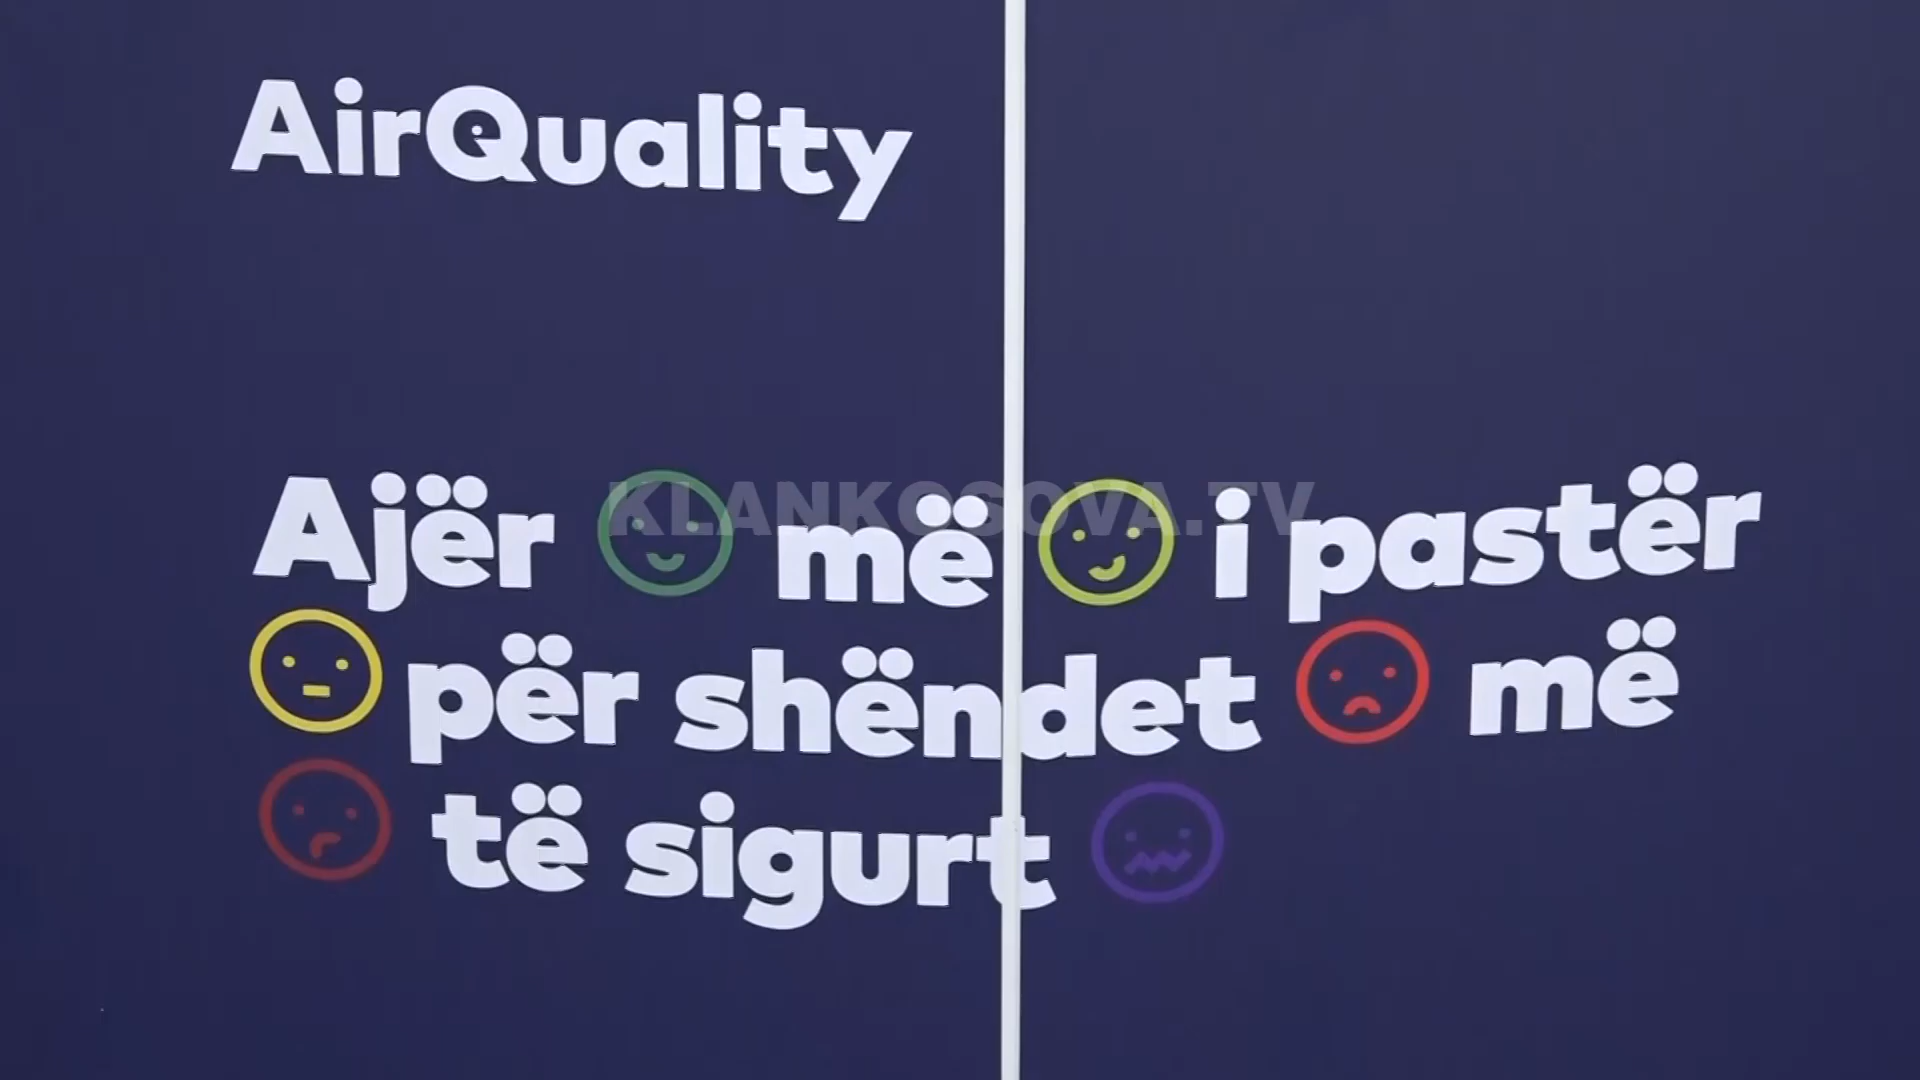 AirQuality
KLANKOSOVA.TV
Ajër më i pastër
për shëndet më
të sigurt